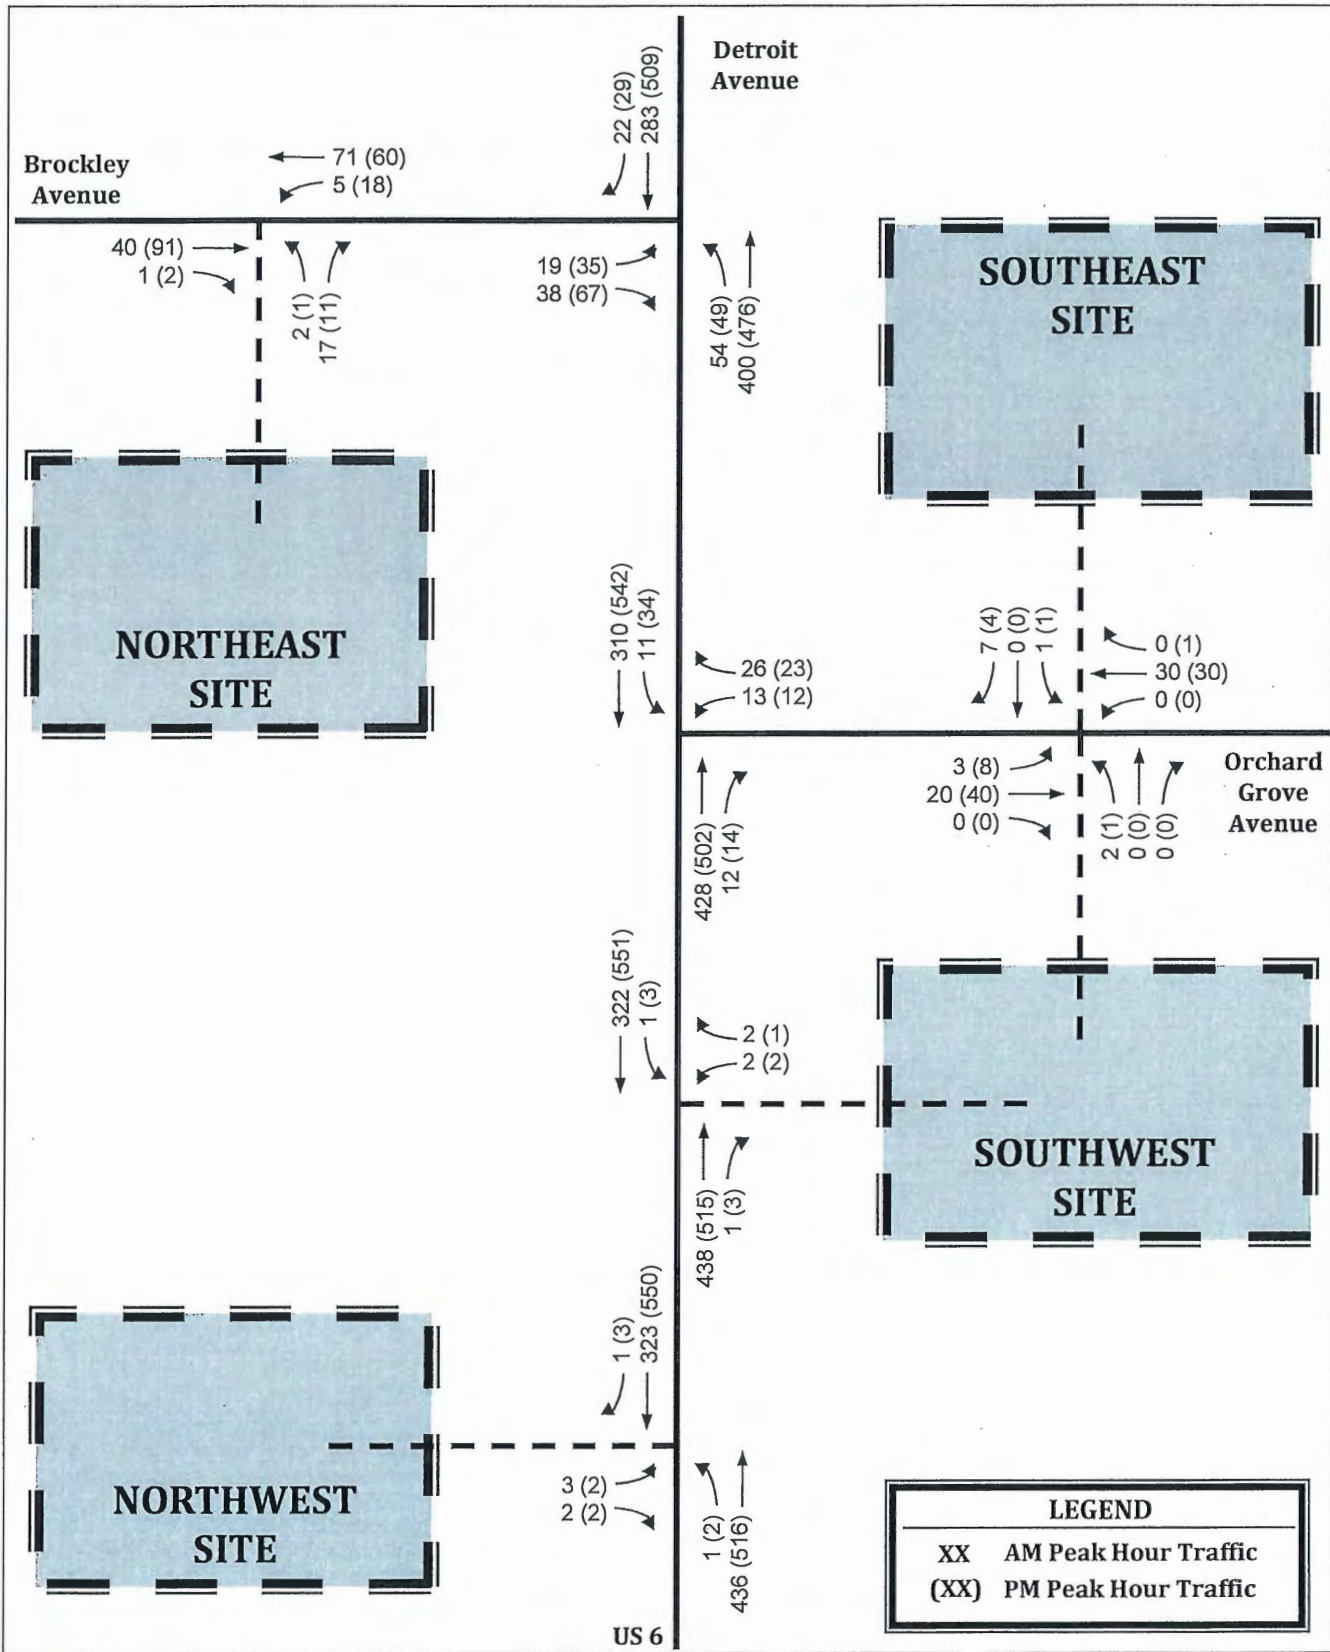 Detroit
Avenue
22 (29)
283 (509)
Brockley
Avenue
71 (60)
5 (18)
40 (91)
1 (2)
2 (1)
17 (11)
19 (35)
38 (67)
54 (49)
400 (476)
SOUTHEAST
SITE
NORTHEAST
SITE
310 (542)
11 (34)
26 (23)
13 (12)
7 (4)
0 (0)
1 (1)
0 (1)
30 (30)
0 (0)
3 (8)
20 (40)
0 (0)
2 (1)
0 (0)
0 (0)
Orchard
Grove
Avenue
428 (502)
12 (14)
322 (551)
1 (3)
2 (1)
2 (2)
438 (515)
1 (3)
SOUTHWEST
SITE
1 (3)
323 (550)
NORTHWEST
SITE
3 (2)
2 (2)
1 (2)
436 (516)
LEGEND
XX AM Peak Hour Traffic
(XX) PM Peak Hour Traffic
US 6